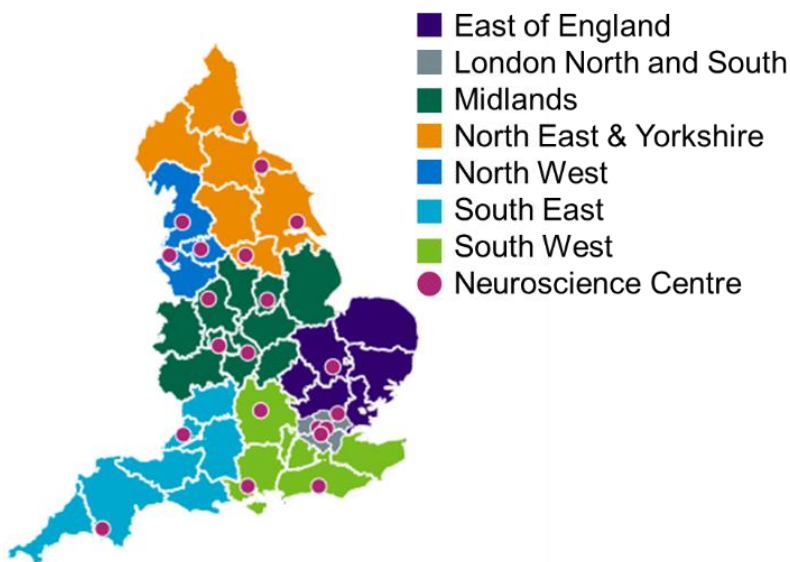 East of England
London North and South
Midlands
North East & Yorkshire
North West
South East
South West
Neuroscience Centre